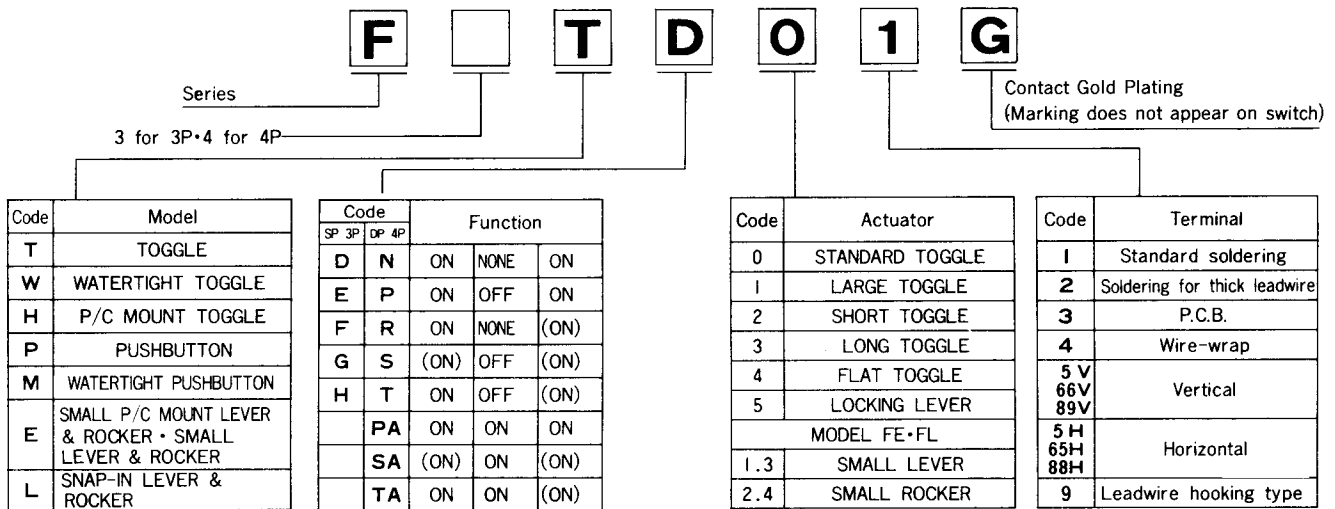 F T D 0 1 G
Series
3 for 3P·4 for 4P
Contact Gold Plating
(Marking does not appear on switch)
Code Model
T TOGGLE
W WATERTIGHT TOGGLE
H P/C MOUNT TOGGLE
P PUSHBUTTON
M WATERTIGHT PUSHBUTTON
E SMALL P/C MOUNT LEVER
& ROCKER · SMALL
LEVER & ROCKER
L SNAP-IN LEVER &
ROCKER
Code Function
SP 3P DP 4P
D N ON NONE ON
E P ON OFF ON
F R ON NONE (ON)
G S (ON) OFF (ON)
H T ON OFF (ON)
PA ON ON ON
SA (ON) ON (ON)
TA ON ON (ON)
Code Actuator
0 STANDARD TOGGLE
1 LARGE TOGGLE
2 SHORT TOGGLE
3 LONG TOGGLE
4 FLAT TOGGLE
5 LOCKING LEVER
MODEL FE·FL
1.3 SMALL LEVER
2.4 SMALL ROCKER
Code Terminal
1 Standard soldering
2 Soldering for thick leadwire
3 P.C.B.
4 Wire-wrap
5 V
66V Vertical
89V
5 H
65H Horizontal
88H
9 Leadwire hooking type